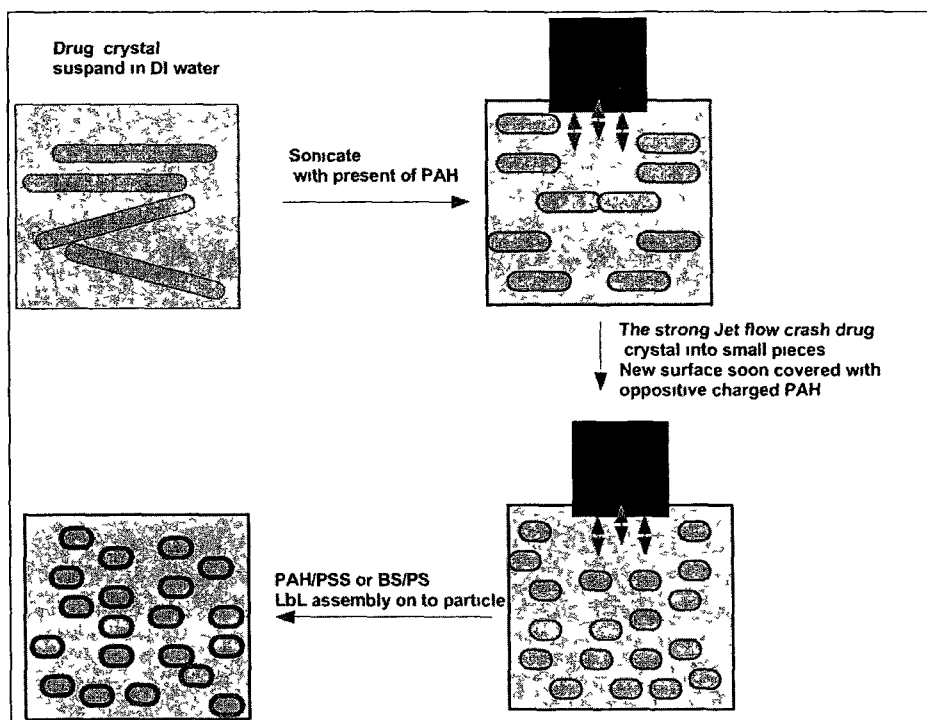 Drug crystal
suspand in DI water
Sonicate
with present of PAH
The strong Jet flow crash drug
crystal into small pieces
New surface soon covered with
oppositive charged PAH
PAH/PSS or BS/PS
LbL assembly on to particle